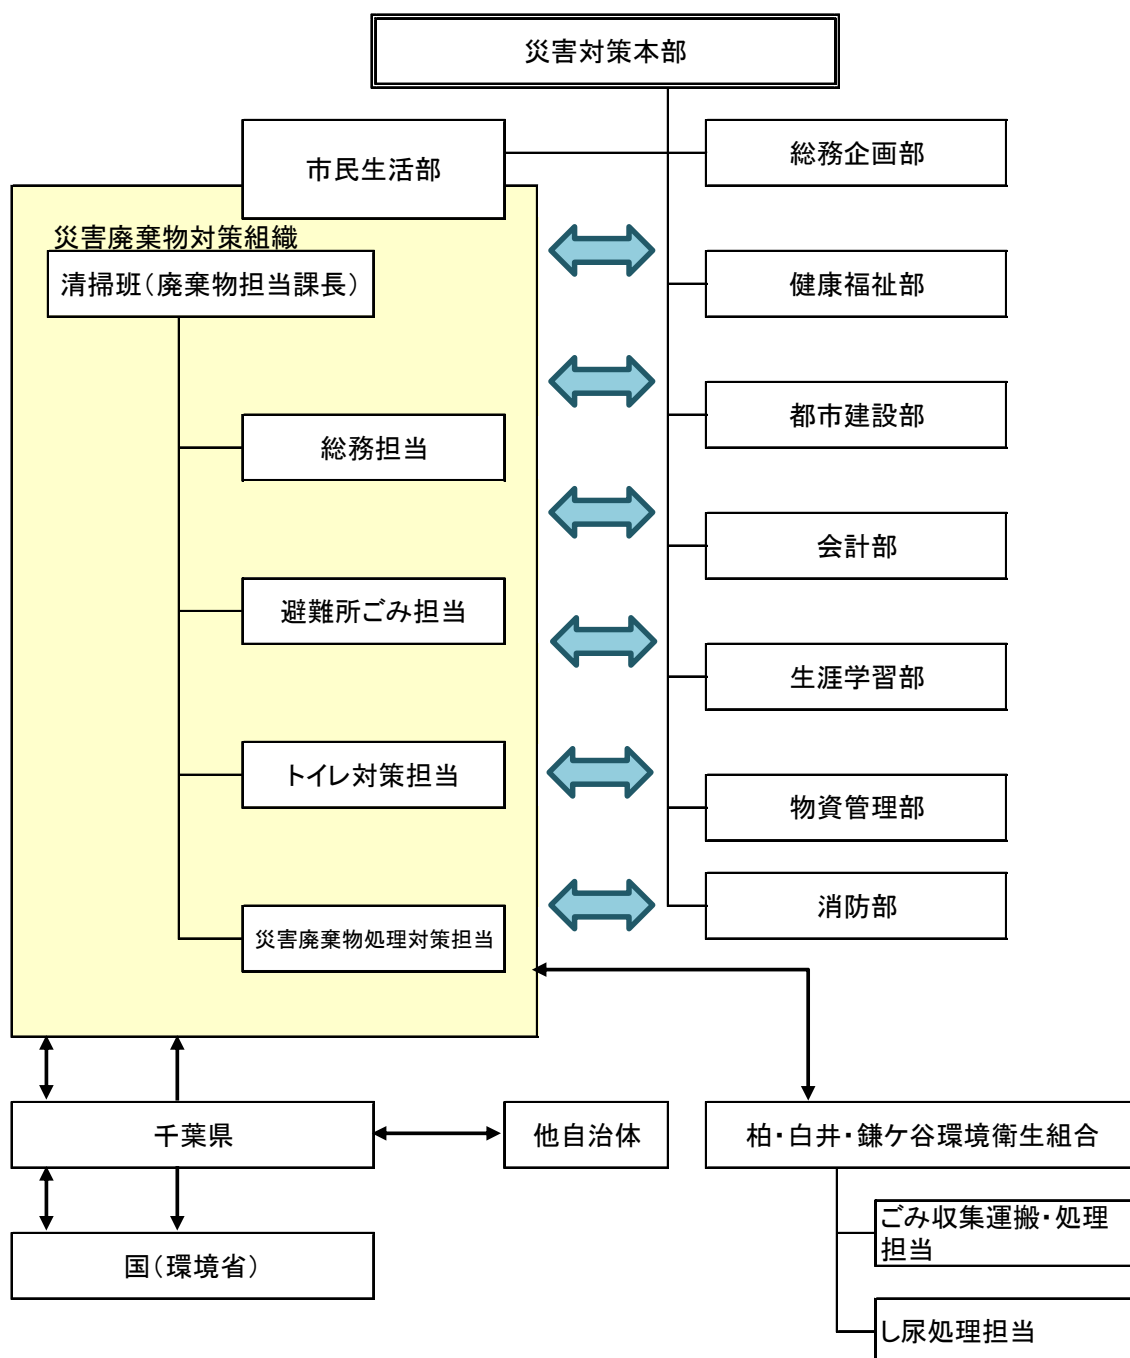 災害対策本部
市民生活部
総務企画部
災害廃棄物対策組織
清掃班(廃棄物担当課長)
健康福祉部
都市建設部
総務担当
会計部
避難所ごみ担当
生涯学習部
トイレ対策担当
物資管理部
災害廃棄物処理対策担当
消防部
千葉県
他自治体
柏・白井・鎌ケ谷環境衛生組合
ごみ収集運搬・処理
担当
国(環境省)
し尿処理担当